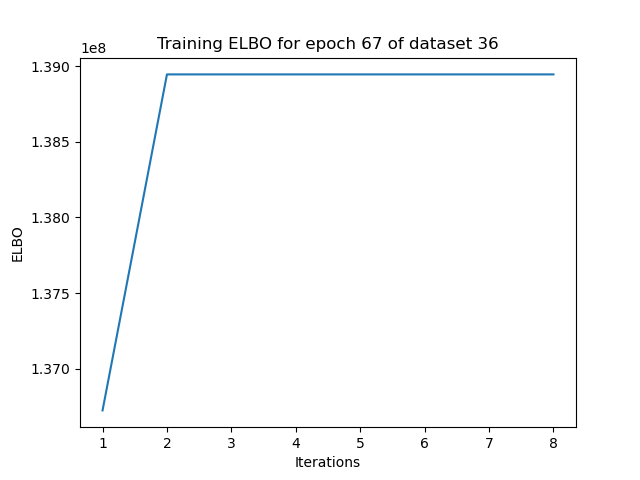 Training ELBO for epoch 67 of dataset 36
1e8
1.390
1.385
1.380
1.375
1.370
ELBO
1 2 3 4 5 6 7 8
Iterations